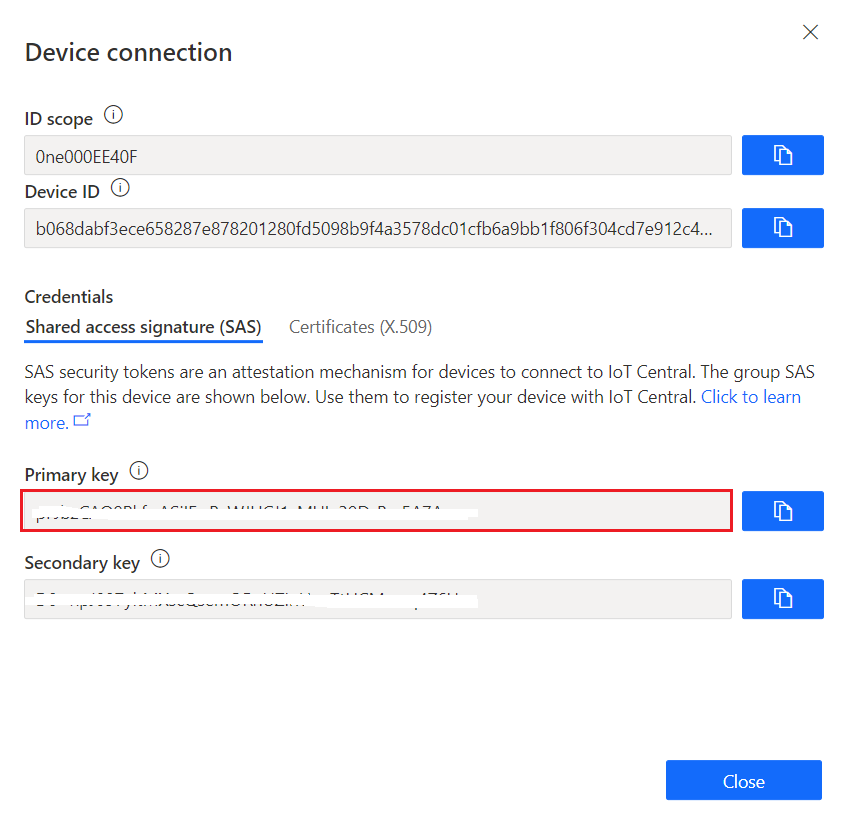 Device connection
ID scope
0ne000EE40F
Device ID
b068dabf3ece658287e878201280fd5098b9f4a3578dc01cfb6a9bb1f806f304cd7e912c4...
Credentials
Shared access signature (SAS) Certificates (X.509)
SAS security tokens are an attestation mechanism for devices to connect to IoT Central. The group SAS
keys for this device are shown below. Use them to register your device with IoT Central. Click to learn
more.
Primary key
Secondary key
Close